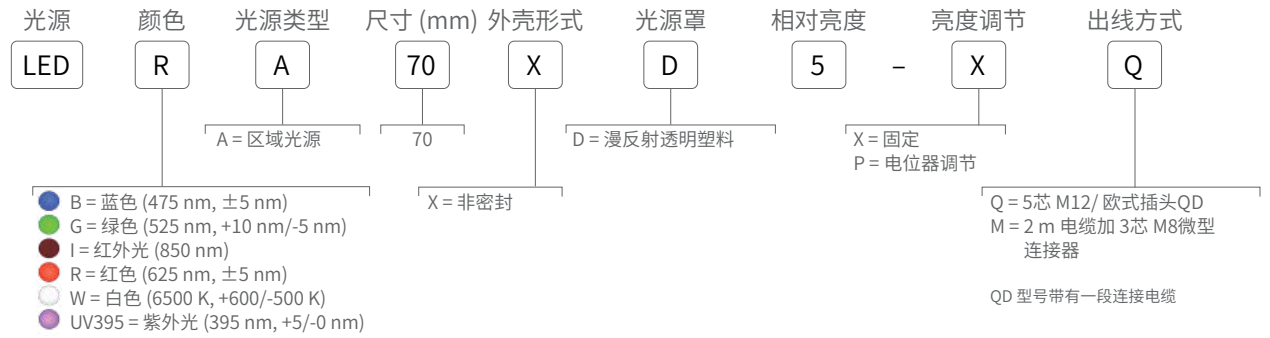 光源 颜色 光源类型 尺寸 (mm) 外壳形式 光源罩 相对亮度 亮度调节 出线方式
LED R A 70 X D 5 – X Q
A = 区域光源 70 D = 漫反射透明塑料 X = 固定
P = 电位器调节
B = 蓝色 (475 nm, ±5 nm)
G = 绿色 (525 nm, +10 nm/-5 nm)
I = 红外光 (850 nm)
R = 红色 (625 nm, ±5 nm)
W = 白色 (6500 K, +600/-500 K)
UV395 = 紫外光 (395 nm, +5/-0 nm)
X = 非密封
Q = 5芯 M12/ 欧式插头QD
M = 2 m 电缆加 3芯 M8微型
连接器
QD 型号带有一段连接电缆